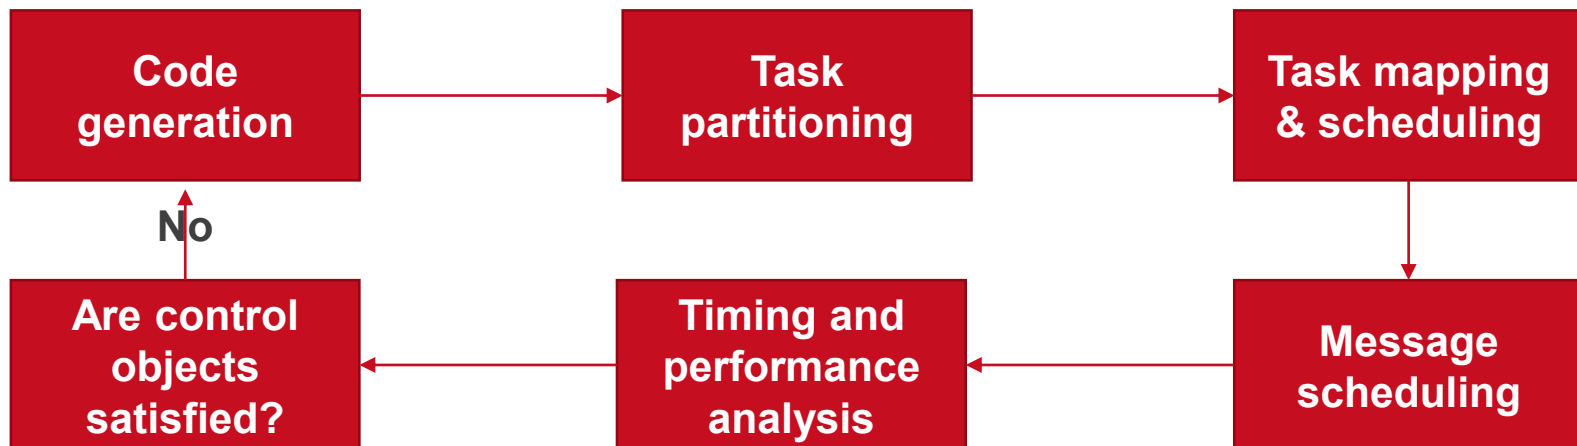 Code
generation
Task
partitioning
Task mapping
& scheduling
No
Are control
objects
satisfied?
Timing and
performance
analysis
Message
scheduling